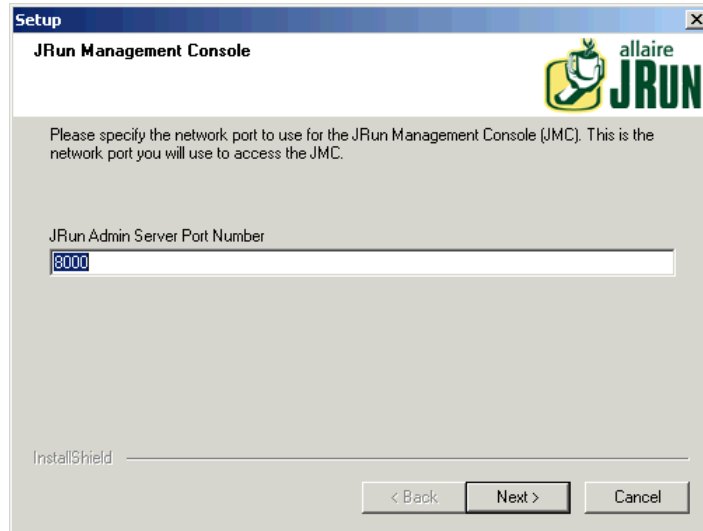 Setup
JRun Management Console
allaire
JRUN
Please specify the network port to use for the JRun Management Console (JMC). This is the
network port you will use to access the JMC.
JRun Admin Server Port Number
8000
InstallShield
< Back
Next >
Cancel